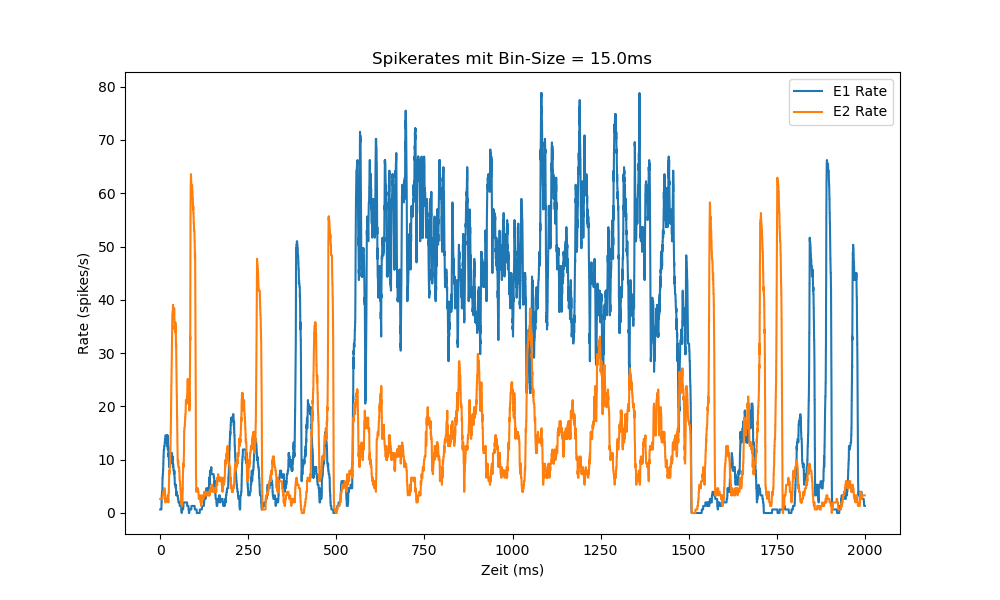 Spikerates mit Bin-Size = 15.0ms
E1 Rate
E2 Rate
80
70
60
50
40
30
20
10
0
Rate (spikes/s)
0 250 500 750 1000 1250 1500 1750 2000
Zeit (ms)